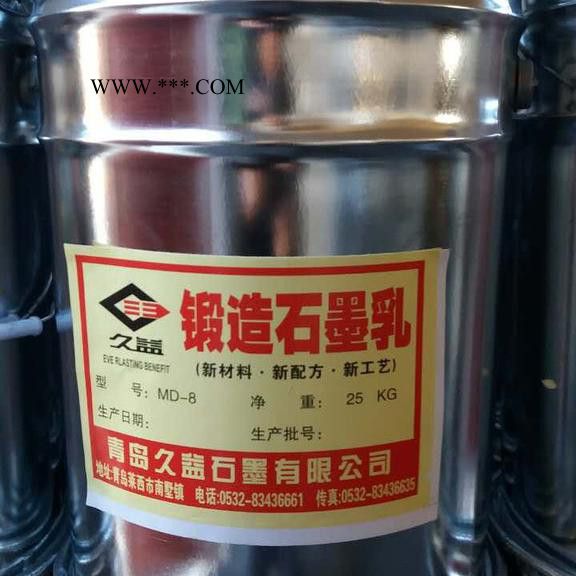 WWW.***.COM
久益
EVE RLASTING BENEFIT
锻造石墨乳
(新材料·新配方·新工艺)
型 号: MD-8 净 重: 25 KG
生产日期: 生产批号:
青岛久益石墨有限公司
地址:青岛莱西市南墅镇 电话:0532-83436661 传真:0532-83436635